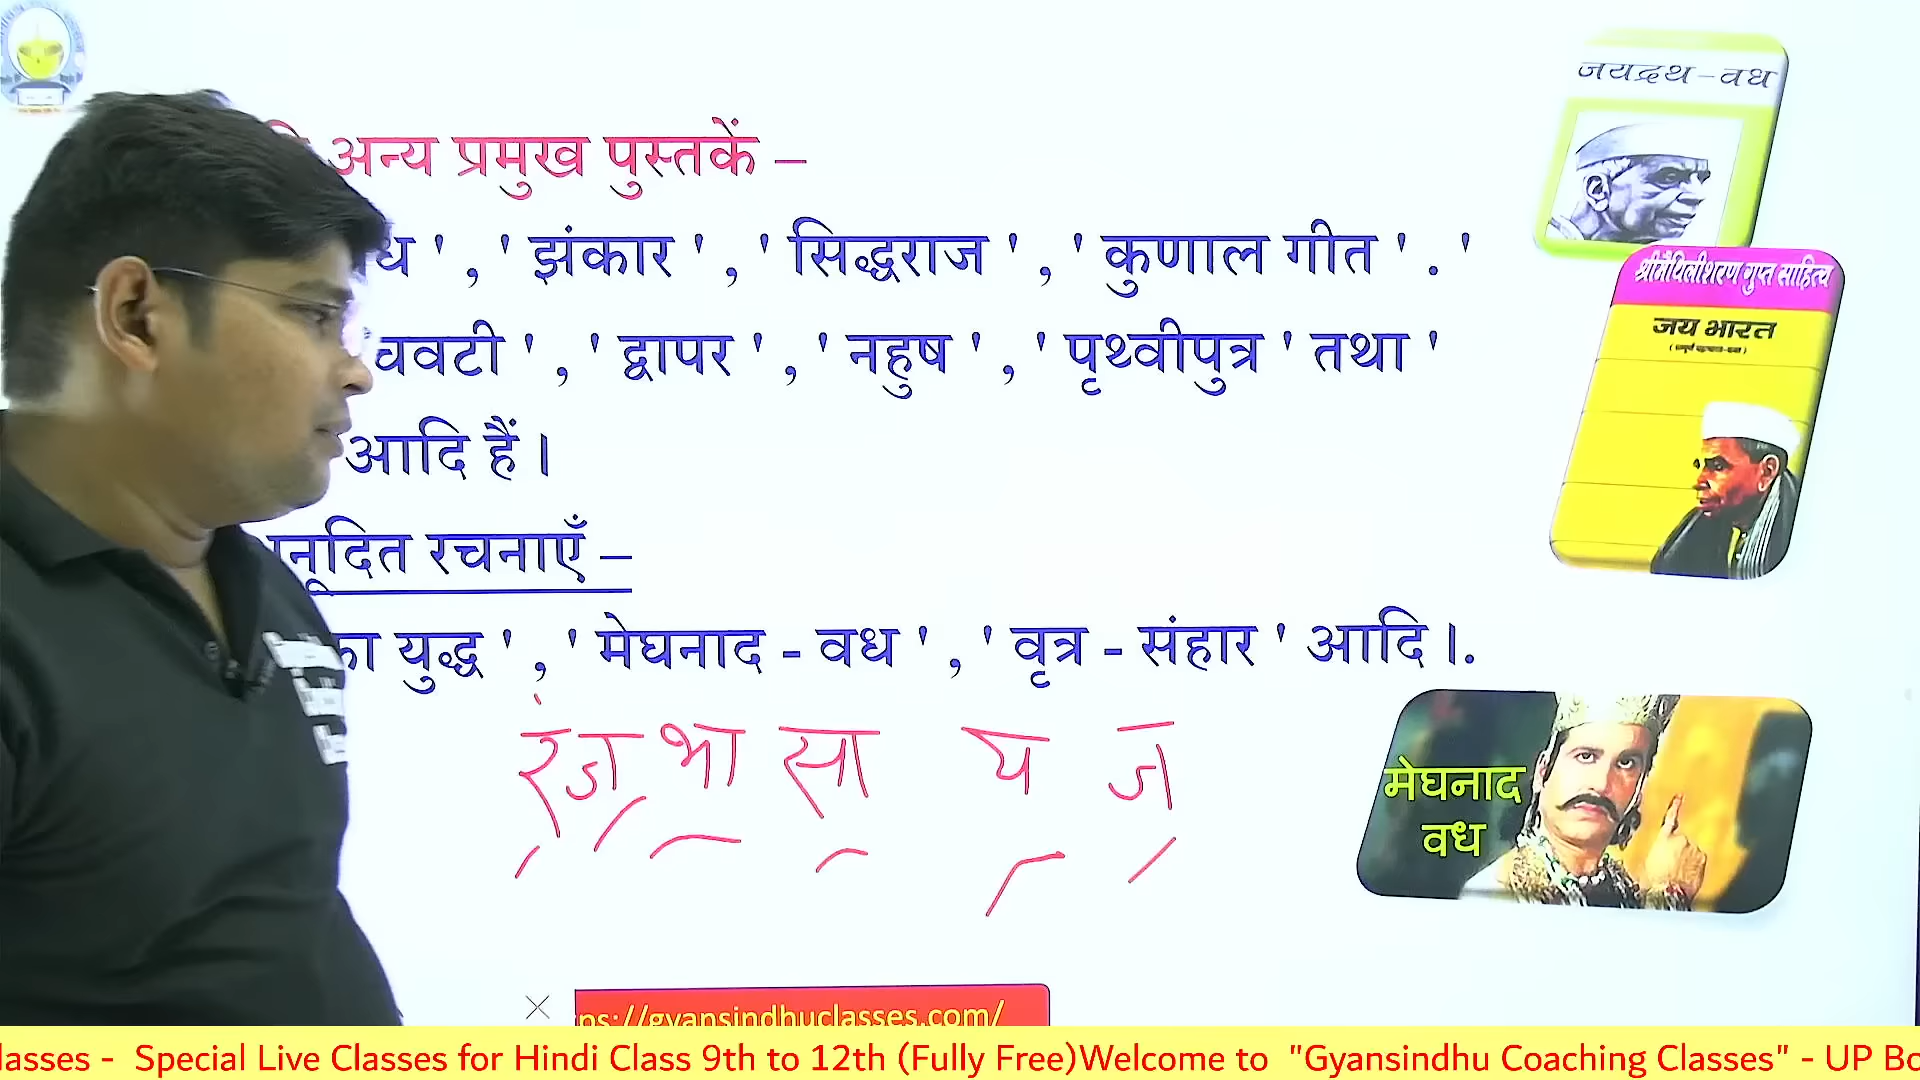 जयद्रथ-वध
अन्य प्रमुख पुस्तकें –
' , ' झंकार ' , ' सिद्धराज ' , ' कुणाल गीत ' . '
' , ' द्वापर ' , ' नहुष ' , ' पृथ्वीपुत्र ' तथा '
आदि हैं ।
रचनाएँ –
युद्ध ' , ' मेघनाद - वध ' , ' वृत्र - संहार ' आदि ।.
श्रीमैथिलीशरण गुप्त साहित्य
जय भारत
रंज भा सा य ज
मेघनाद
वध
ps://gyansindhuclasses.com/
lasses - Special Live Classes for Hindi Class 9th to 12th (Fully Free)Welcome to "Gyansindhu Coaching Classes" - UP Bo